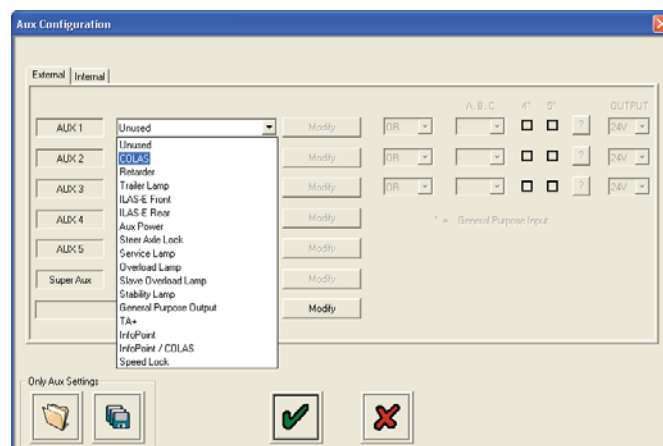 Aux Configuration
External Internal
A. B. C 4* 5* OUTPUT
AUX 1 Unused Modify OR ? 24V
Unused
AUX 2 COLAS Modify OR ? 24V
Retarder
AUX 3 Trailer Lamp Modify OR ? 24V
ILAS-E Front
ILAS-E Rear
AUX 4 Aux Power Modify * = General Purpose Input
Steer Axle Lock
AUX 5 Service Lamp Modify
Overload Lamp
Super Aux Slave Overload Lamp Modify
Stability Lamp
General Purpose Output Modify
TA+
InfoPoint
InfoPoint / COLAS
Speed Lock
Only Aux Settings